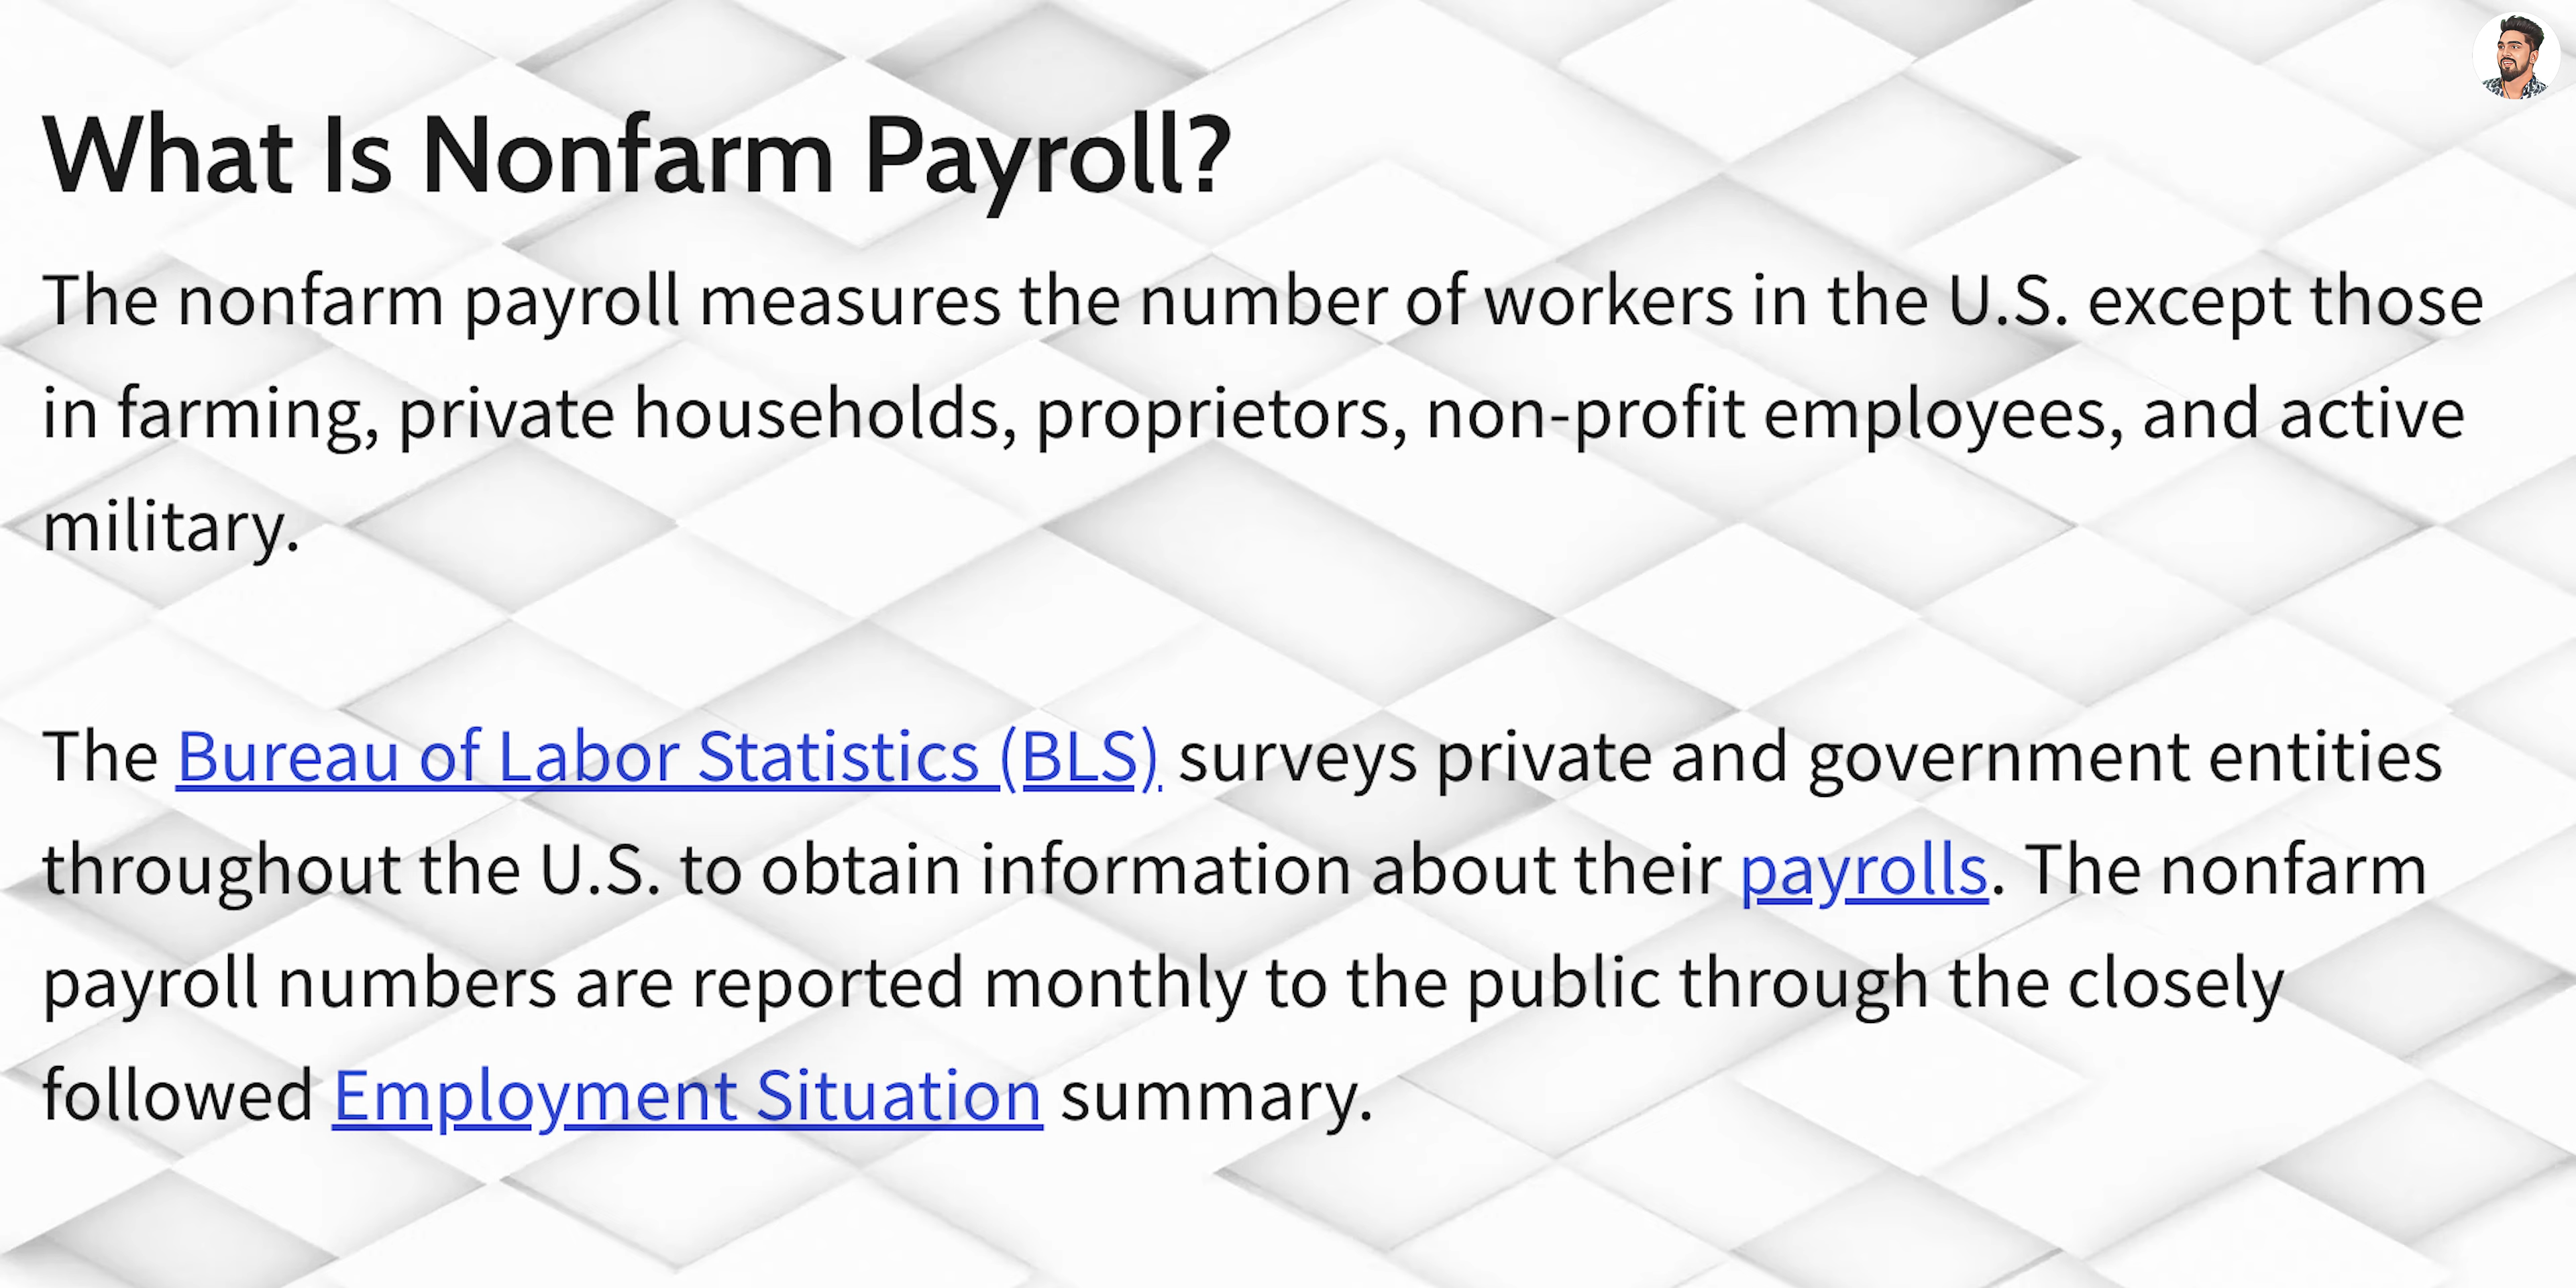 What Is Nonfarm Payroll?
The nonfarm payroll measures the number of workers in the U.S. except those
in farming, private households, proprietors, non-profit employees, and active
military.
The Bureau of Labor Statistics (BLS) surveys private and government entities
throughout the U.S. to obtain information about their payrolls. The nonfarm
payroll numbers are reported monthly to the public through the closely
followed Employment Situation summary.